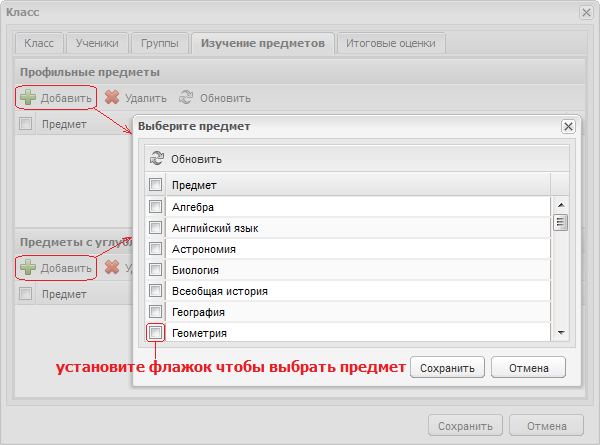 Класс
Класс Ученики Группы Изучение предметов Итоговые оценки
Профильные предметы
Добавить Удалить Обновить
Предмет
Выберите предмет
Обновить
Предмет
Алгебра
Английский язык
Астрономия
Биология
Всеобщая история
География
Геометрия
Предметы с углубл
Добавить У
Предмет
установите флажок чтобы выбрать предмет
Сохранить Отмена
Сохранить Отмена